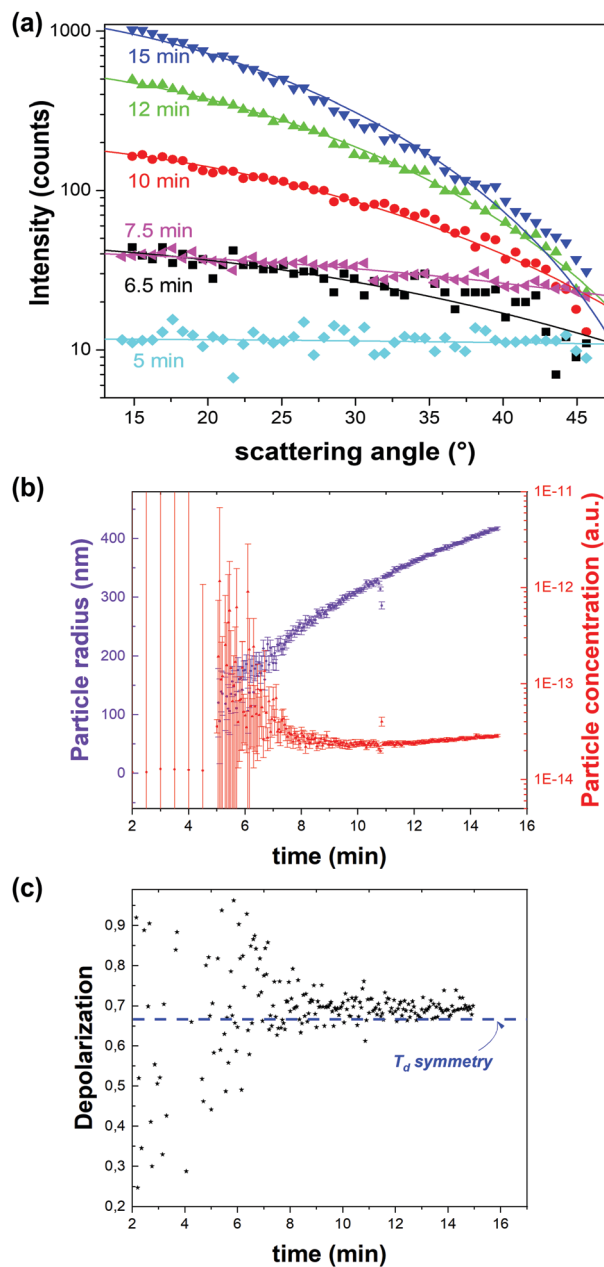 (a)
1000
100
10
Intensity (counts)
15 min
12 min
10 min
7.5 min
6.5 min
5 min
15 20 25 30 35 40 45
scattering angle (°)
(b)
Particle radius (nm)
400
300
200
100
0
1E-11
1E-12
1E-13
1E-14
Particle concentration (a.u.)
2 4 6 8 10 12 14 16
time (min)
(c)
Depolarization
0,9
0,8
0,7
0,6
0,5
0,4
0,3
0,2
T_d symmetry
2 4 6 8 10 12 14 16
time (min)